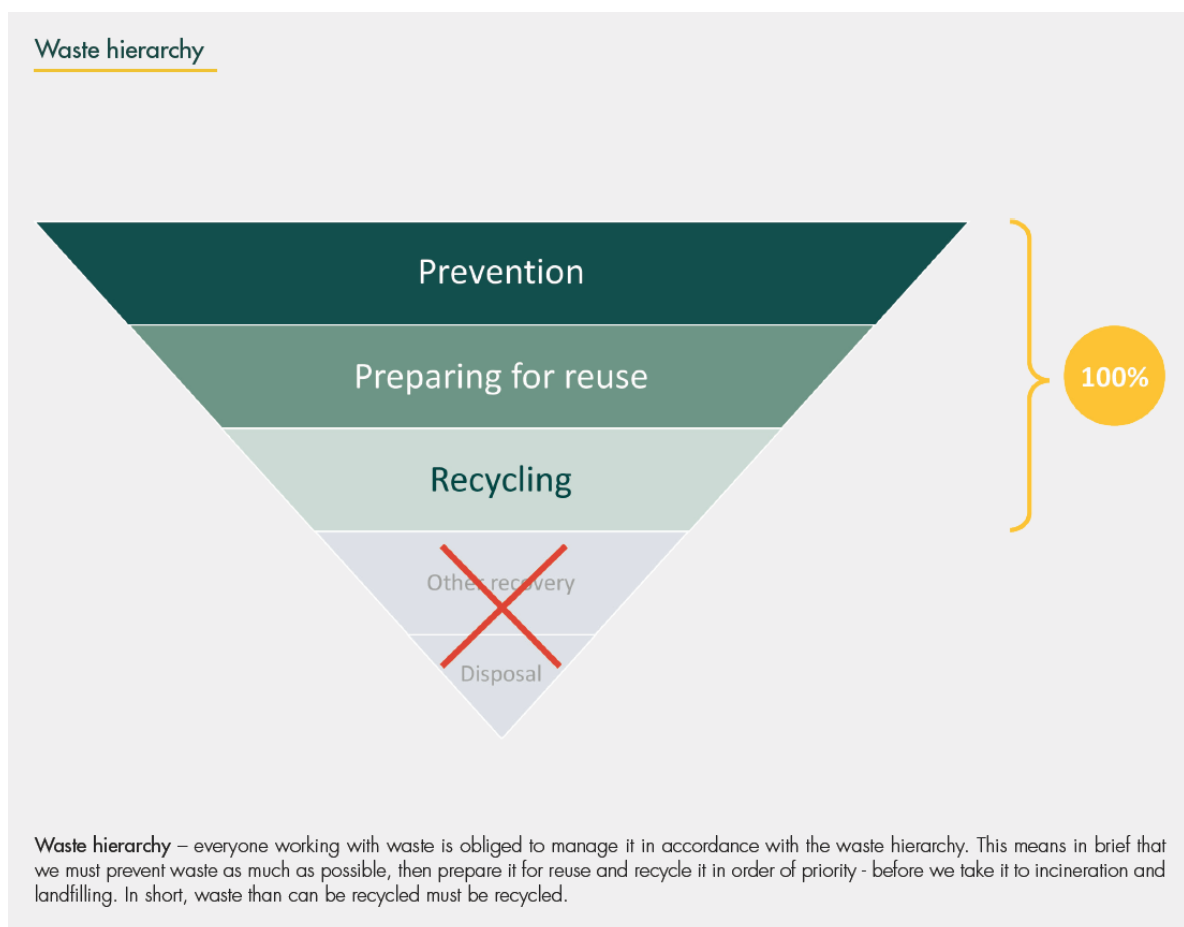 Waste hierarchy
Prevention
Preparing for reuse
100%
Recycling
Other recovery
Disposal
Waste hierarchy – everyone working with waste is obliged to manage it in accordance with the waste hierarchy. This means in brief that
we must prevent waste as much as possible, then prepare it for reuse and recycle it in order of priority - before we take it to incineration and
landfilling. In short, waste than can be recycled must be recycled.